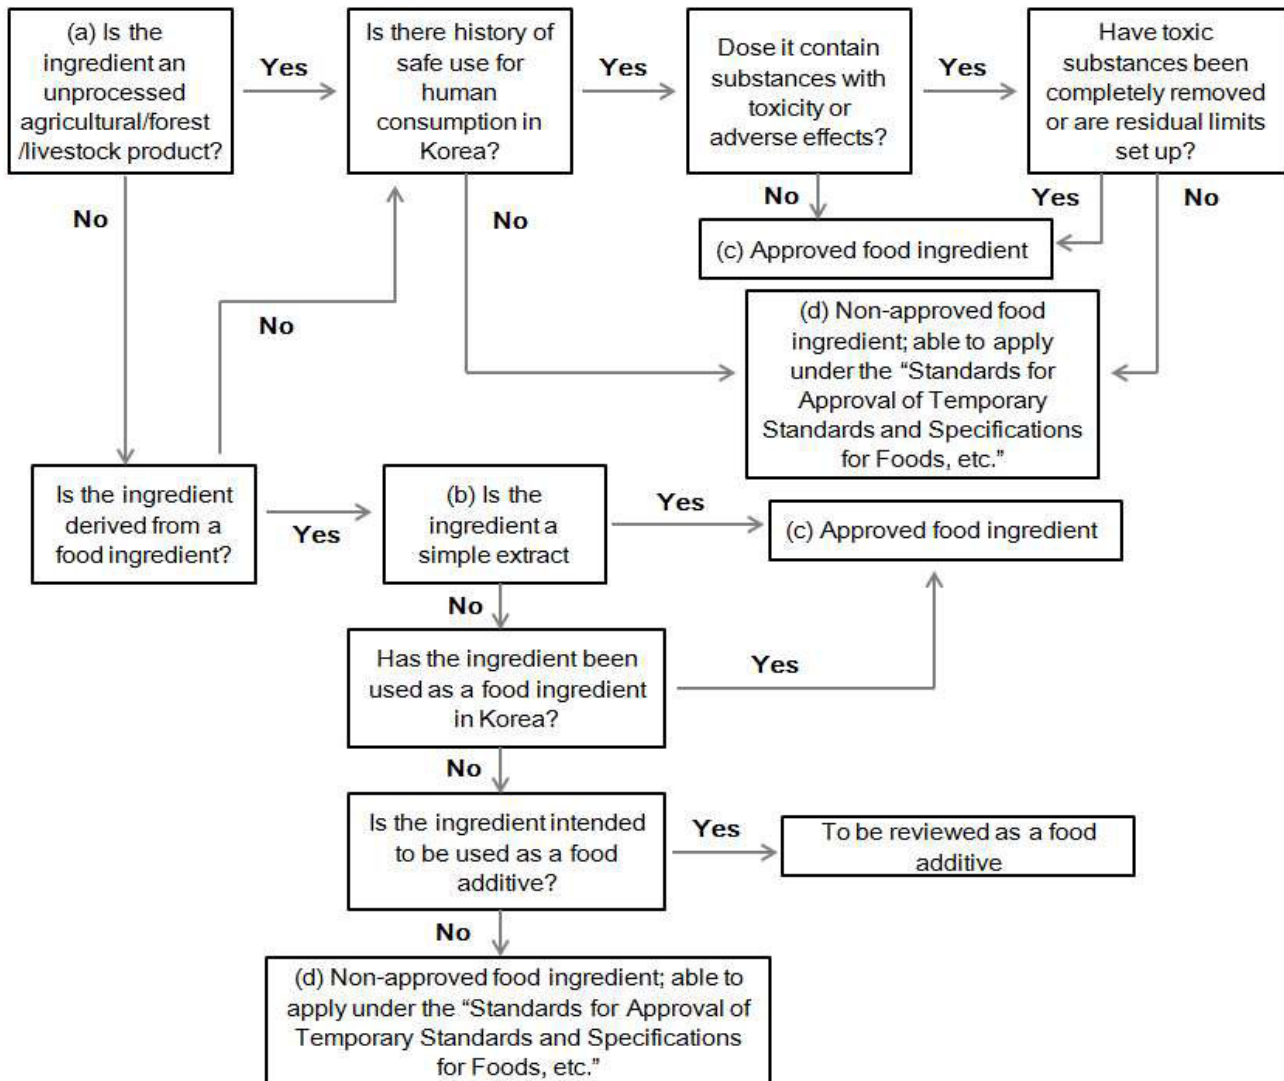 (a) Is the
ingredient an
unprocessed
agricultural/forest
/livestock product?
Yes
Is there history of
safe use for
human
consumption in
Korea?
Yes
Dose it contain
substances with
toxicity or
adverse effects?
Yes
Have toxic
substances been
completely removed
or are residual limits
set up?
No
No
No
Yes
No
(c) Approved food ingredient
No
(d) Non-approved food
ingredient; able to apply
under the “Standards for
Approval of Temporary
Standards and Specifications
for Foods, etc.”
Is the ingredient
derived from a
food ingredient?
Yes
(b) Is the
ingredient a
simple extract
Yes
(c) Approved food ingredient
No
Has the ingredient been
used as a food ingredient
in Korea?
Yes
No
Is the ingredient intended
to be used as a food
additive?
Yes
To be reviewed as a food
additive
No
(d) Non-approved food ingredient; able to
apply under the “Standards for Approval of
Temporary Standards and Specifications
for Foods, etc.”